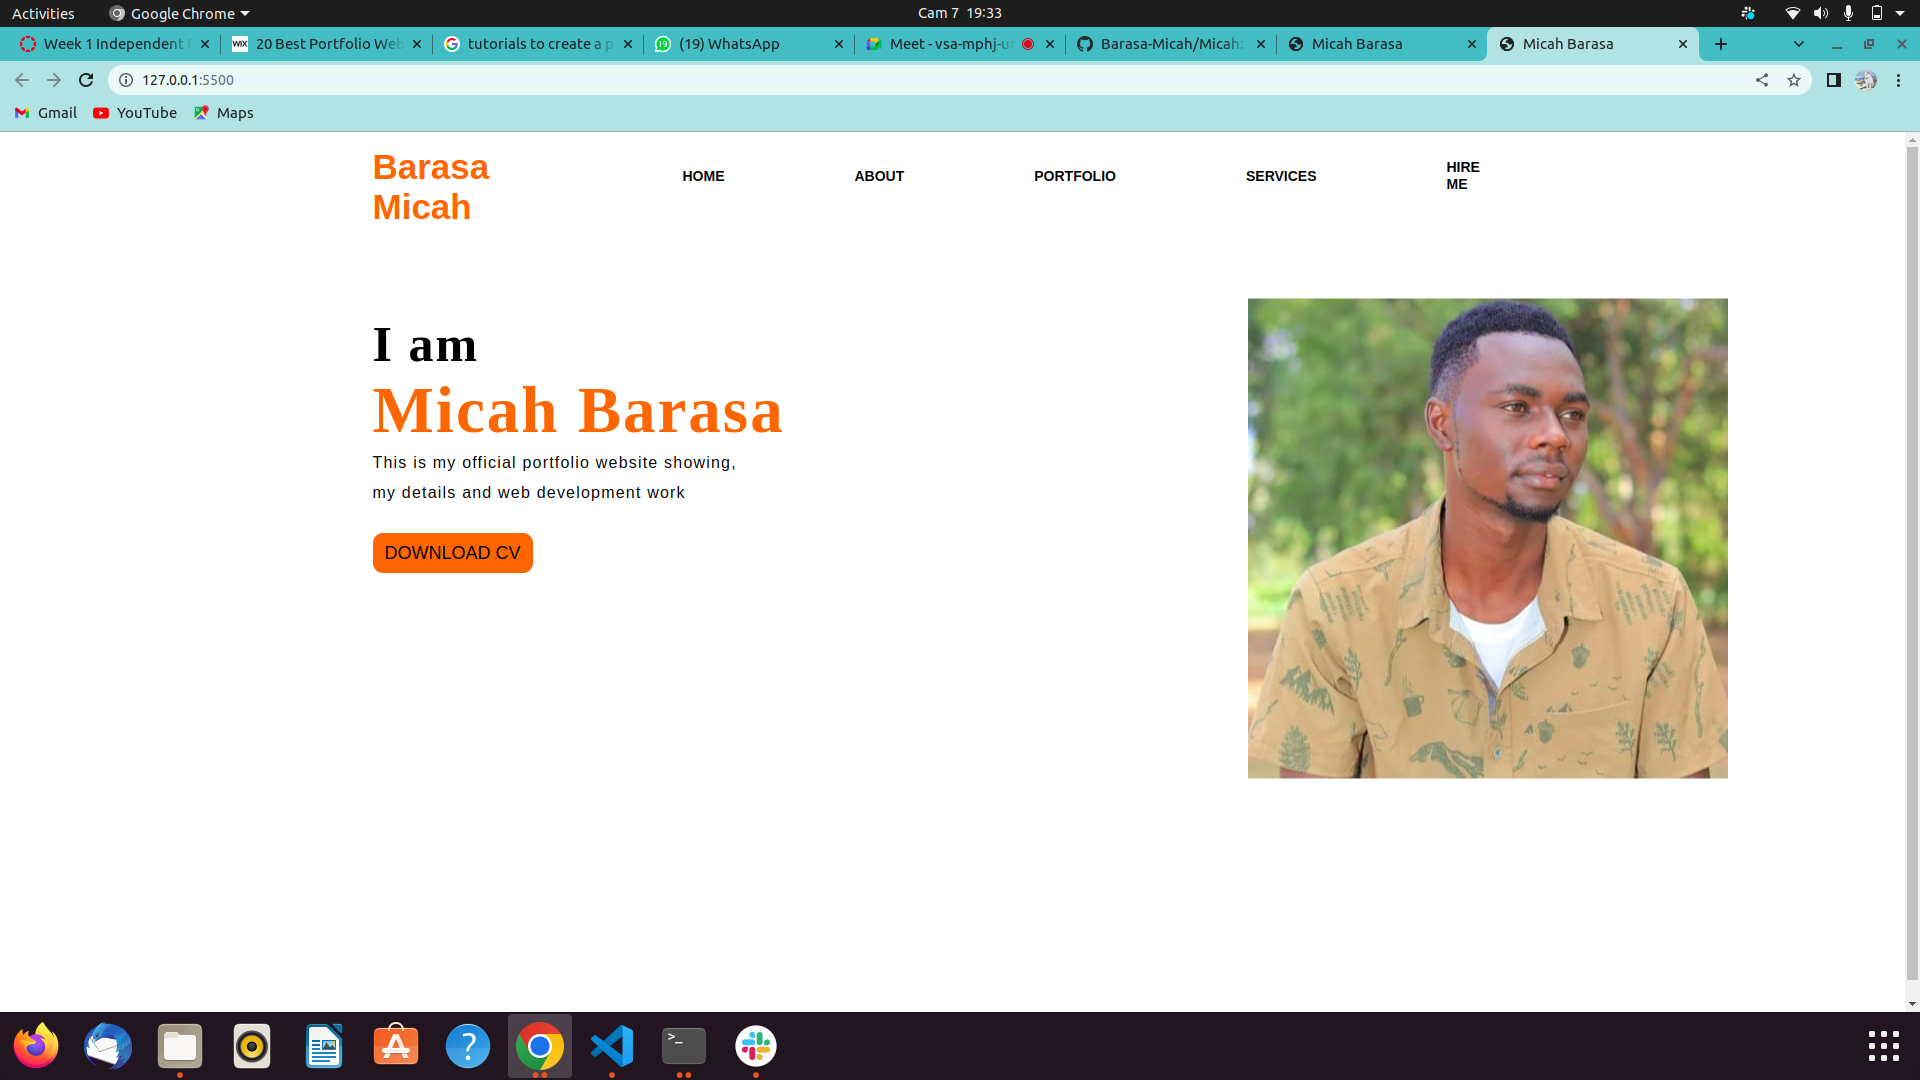 Activities Google Chrome Cam 7 19:33
Week 1 Independent 20 Best Portfolio Web tutorials to create a p (19) WhatsApp Meet - vsa-mphj-ur Barasa-Micah/Micah: Micah Barasa Micah Barasa
127.0.0.1:5500
Gmail YouTube Maps
Barasa
Micah
HOME ABOUT PORTFOLIO SERVICES HIRE
ME
I am
Micah Barasa
This is my official portfolio website showing,
my details and web development work
DOWNLOAD CV